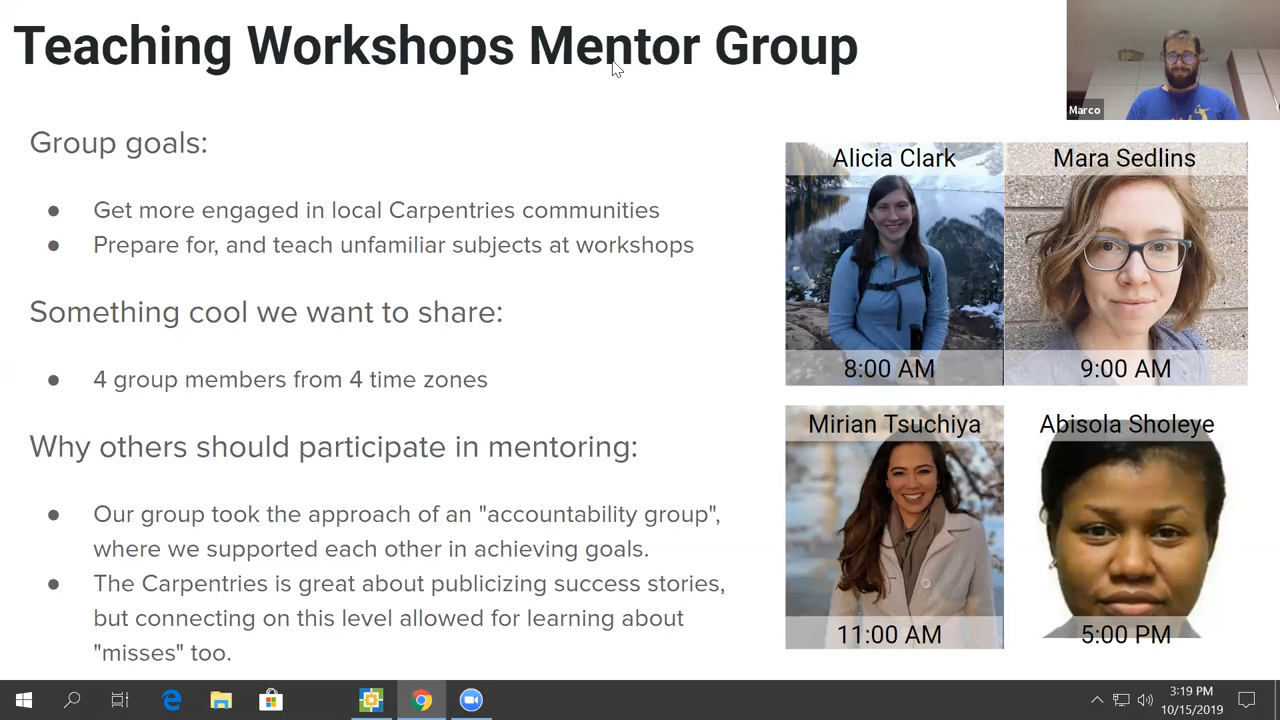 Teaching Workshops Mentor Group
Marco
Group goals:
● Get more engaged in local Carpentries communities
● Prepare for, and teach unfamiliar subjects at workshops
Something cool we want to share:
● 4 group members from 4 time zones
Why others should participate in mentoring:
● Our group took the approach of an "accountability group",
where we supported each other in achieving goals.
● The Carpentries is great about publicizing success stories,
but connecting on this level allowed for learning about
"misses" too.
Alicia Clark
8:00 AM
Mara Sedlins
9:00 AM
Mirian Tsuchiya
11:00 AM
Abisola Sholeye
5:00 PM
3:19 PM
10/15/2019